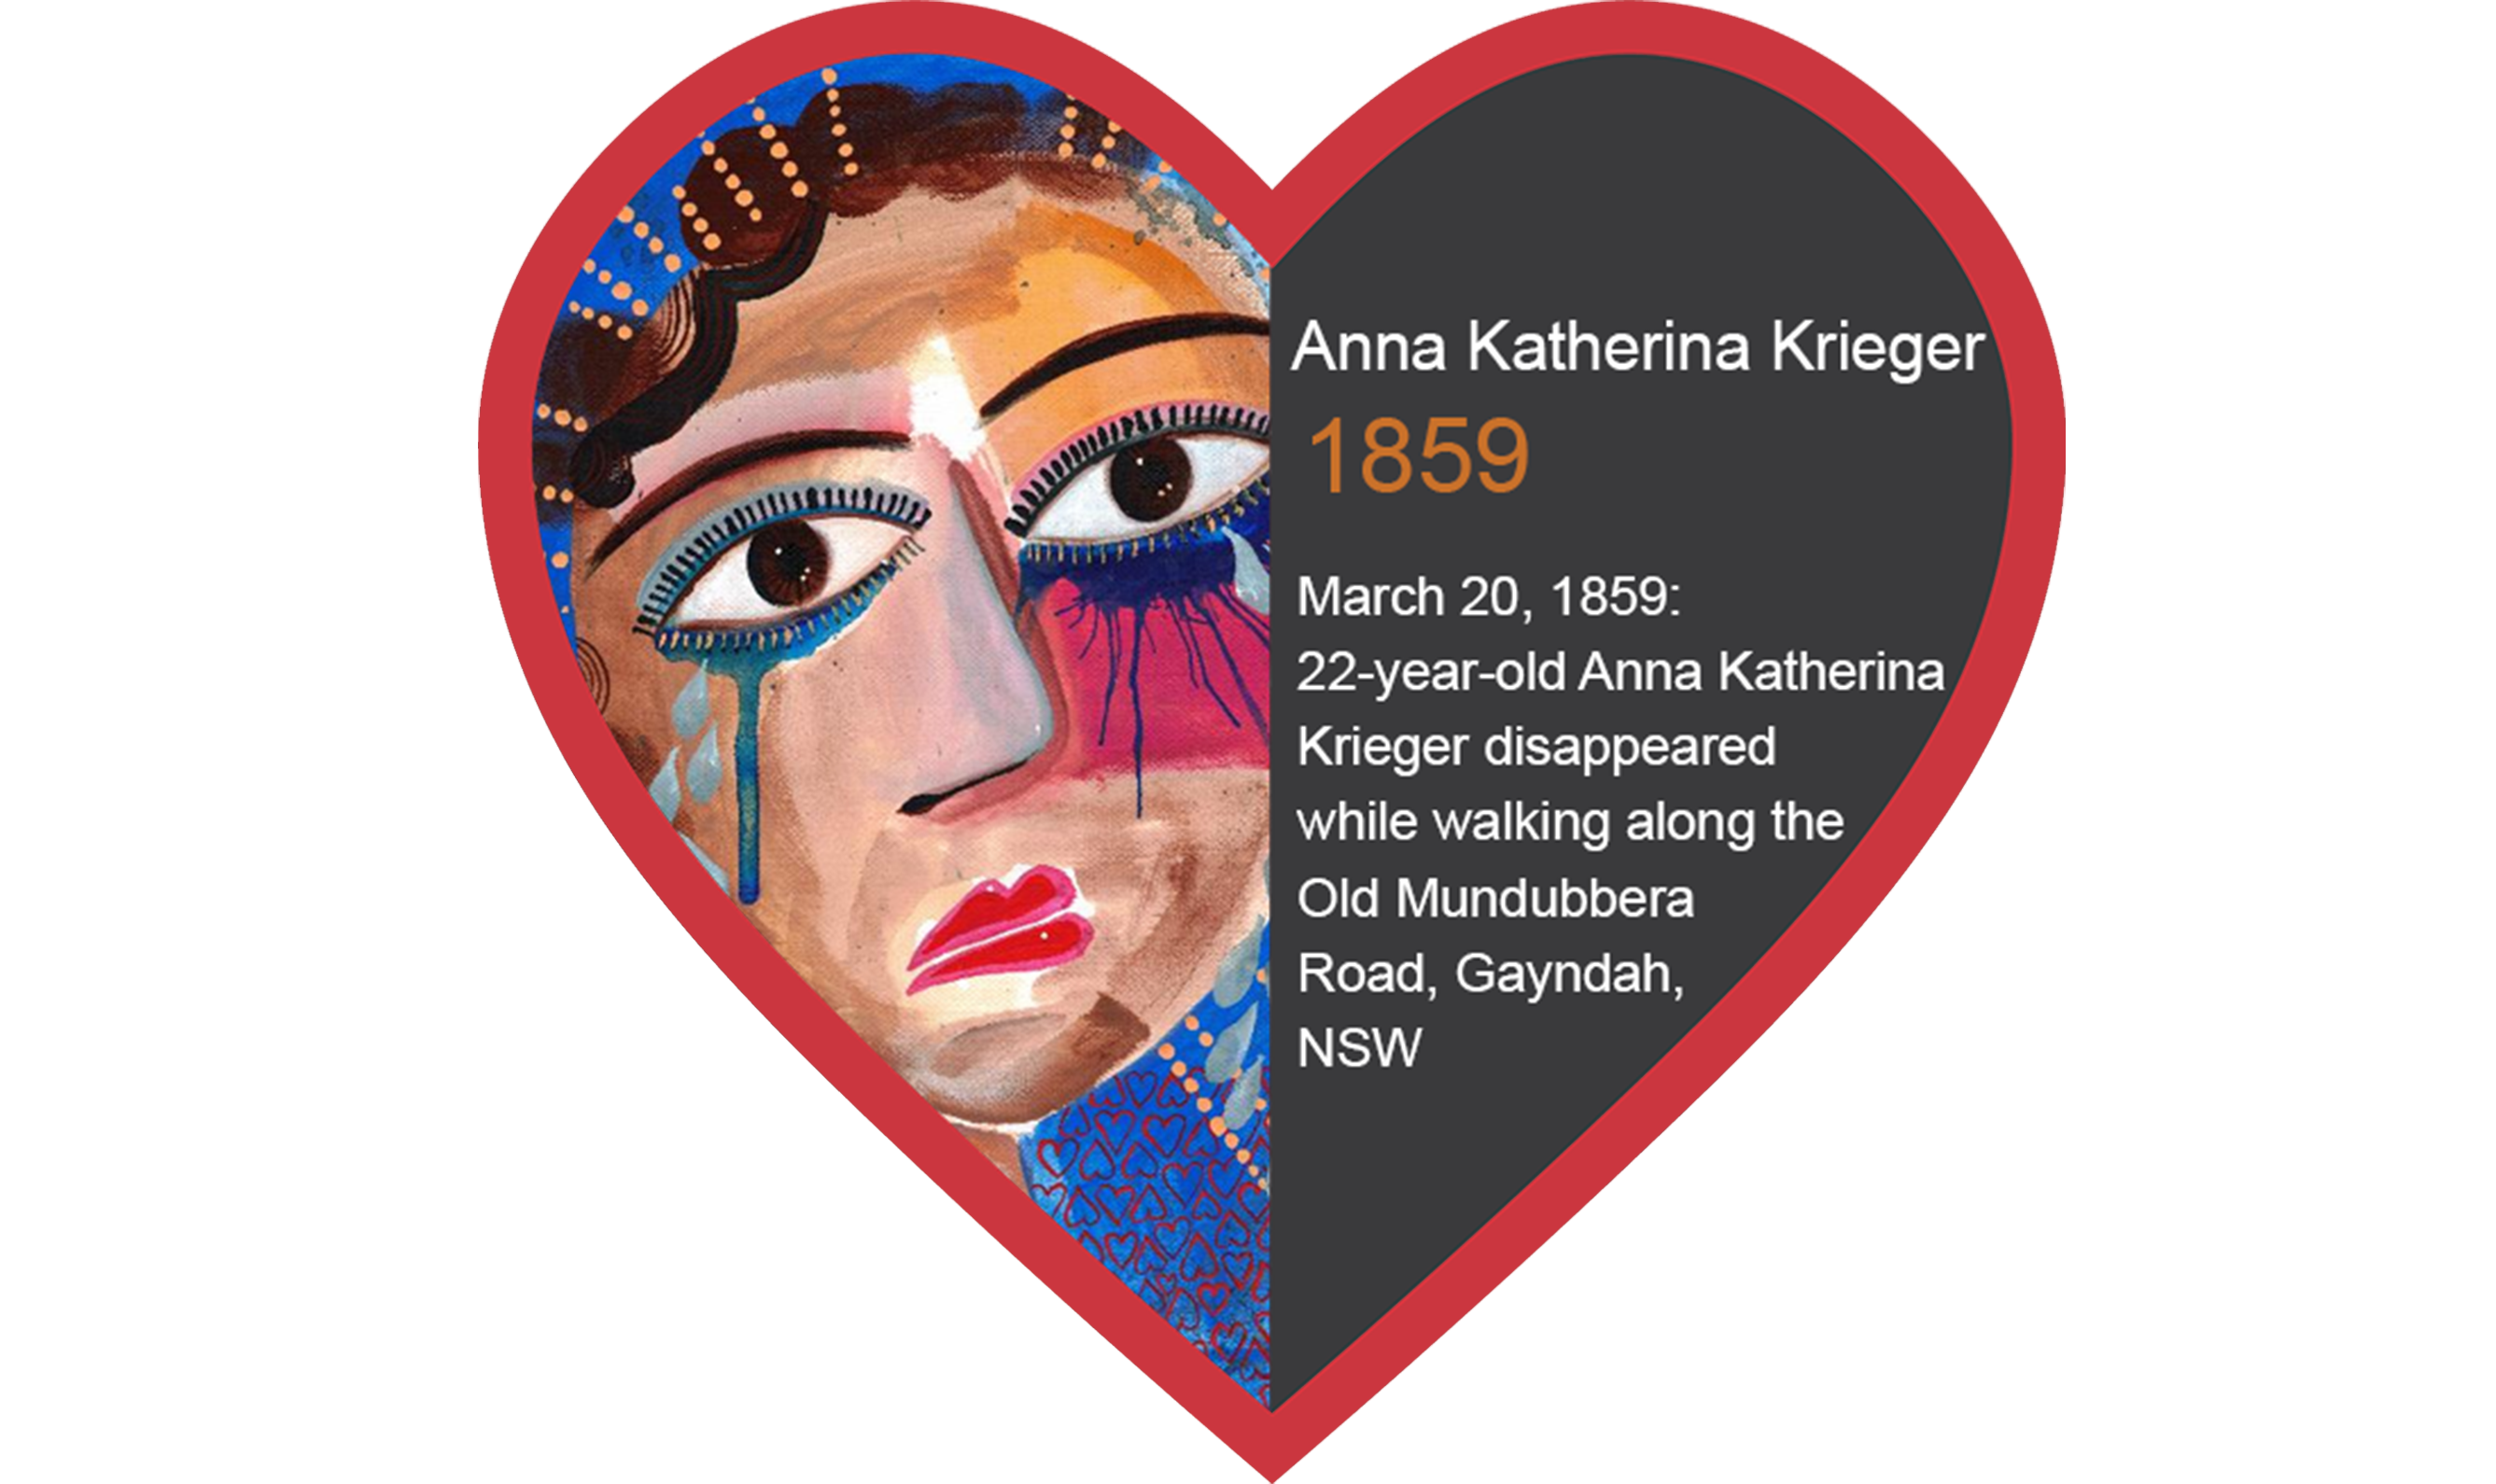 Anna Katherina Krieger
1859
March 20, 1859:
22-year-old Anna Katherina
Krieger disappeared
while walking along the
Old Mundubbera
Road, Gayndah,
NSW